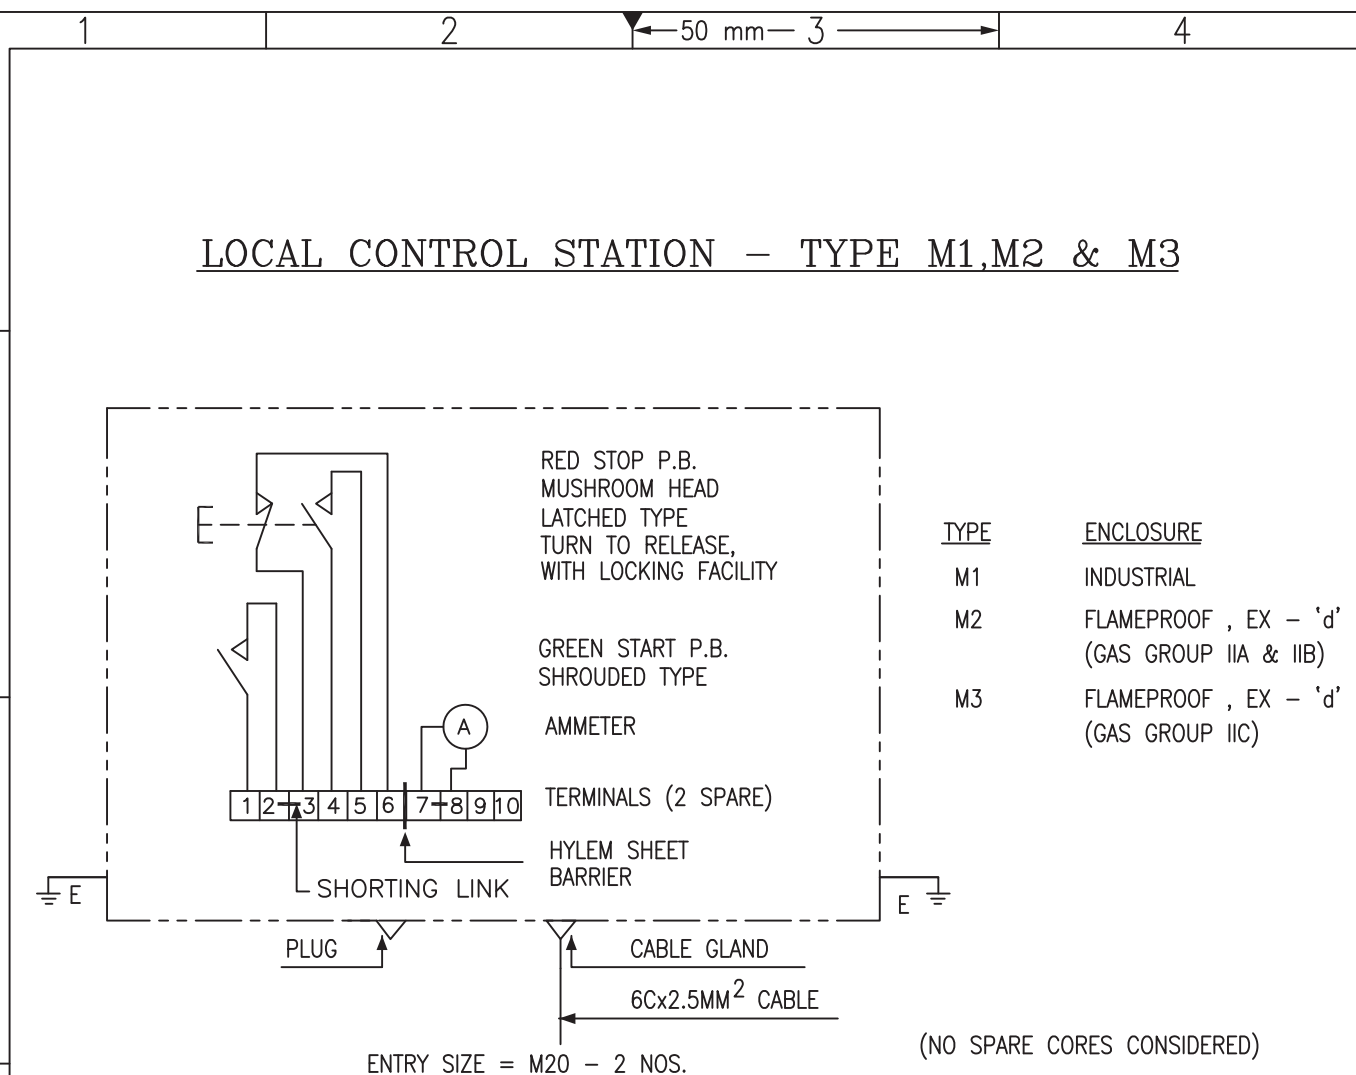 1 2 50 mm 3 4
LOCAL CONTROL STATION – TYPE M1,M2 & M3
RED STOP P.B.
MUSHROOM HEAD
LATCHED TYPE
TURN TO RELEASE,
WITH LOCKING FACILITY
GREEN START P.B.
SHROUDED TYPE
A
AMMETER
1 2 3 4 5 6 7 8 9 10
TERMINALS (2 SPARE)
HYLEM SHEET
BARRIER
SHORTING LINK
E
E
PLUG
CABLE GLAND
6Cx2.5MM² CABLE
ENTRY SIZE = M20 – 2 NOS.
TYPE ENCLOSURE
M1 INDUSTRIAL
M2 FLAMEPROOF , EX – 'd'
(GAS GROUP IIA & IIB)
M3 FLAMEPROOF , EX – 'd'
(GAS GROUP IIC)
(NO SPARE CORES CONSIDERED)